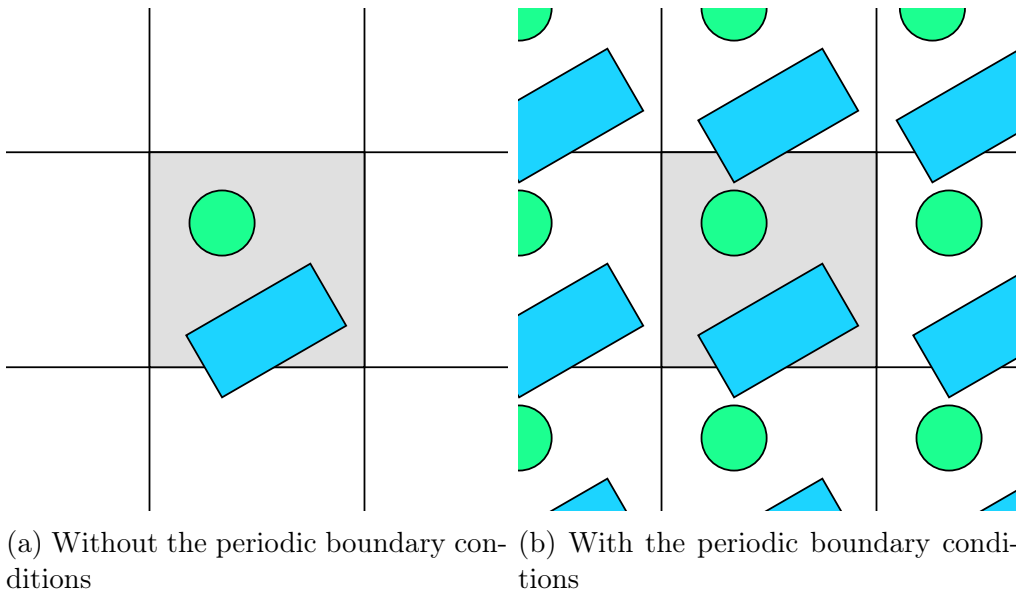 (a) Without the periodic boundary con-
ditions
(b) With the periodic boundary condi-
tions